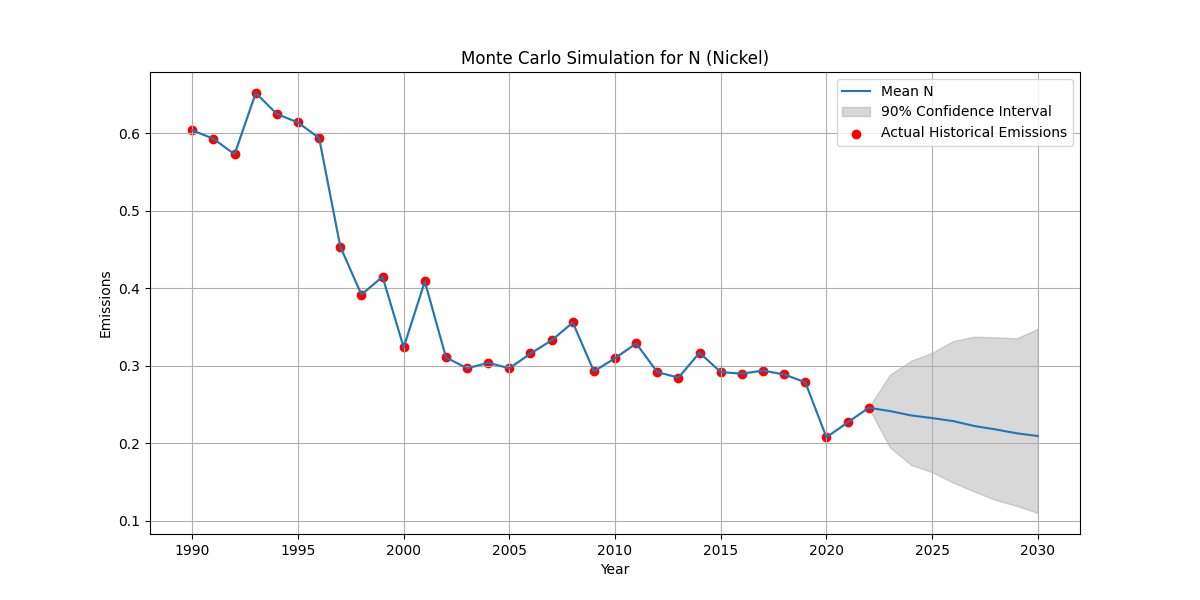 Monte Carlo Simulation for N (Nickel)
Mean N
90% Confidence Interval
Actual Historical Emissions
Emissions
0.6
0.5
0.4
0.3
0.2
0.1
1990 1995 2000 2005 2010 2015 2020 2025 2030
Year